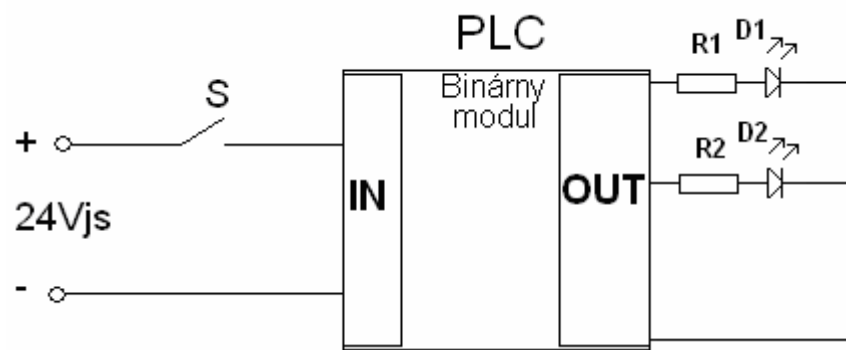 PLC
Binárny
modul
S
+
24Vjs
-
IN
OUT
R1
D1
R2
D2